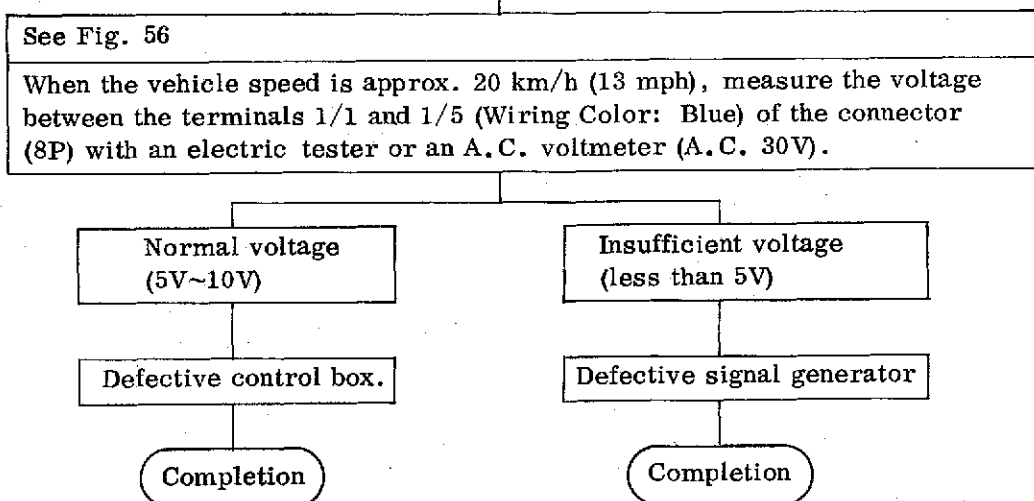 See Fig. 56
When the vehicle speed is approx. 20 km/h (13 mph), measure the voltage
between the terminals 1/1 and 1/5 (Wiring Color: Blue) of the connector
(8P) with an electric tester or an A.C. voltmeter (A.C. 30V).
Normal voltage
(5V~10V)
Insufficient voltage
(less than 5V)
Defective control box.
Defective signal generator
Completion
Completion